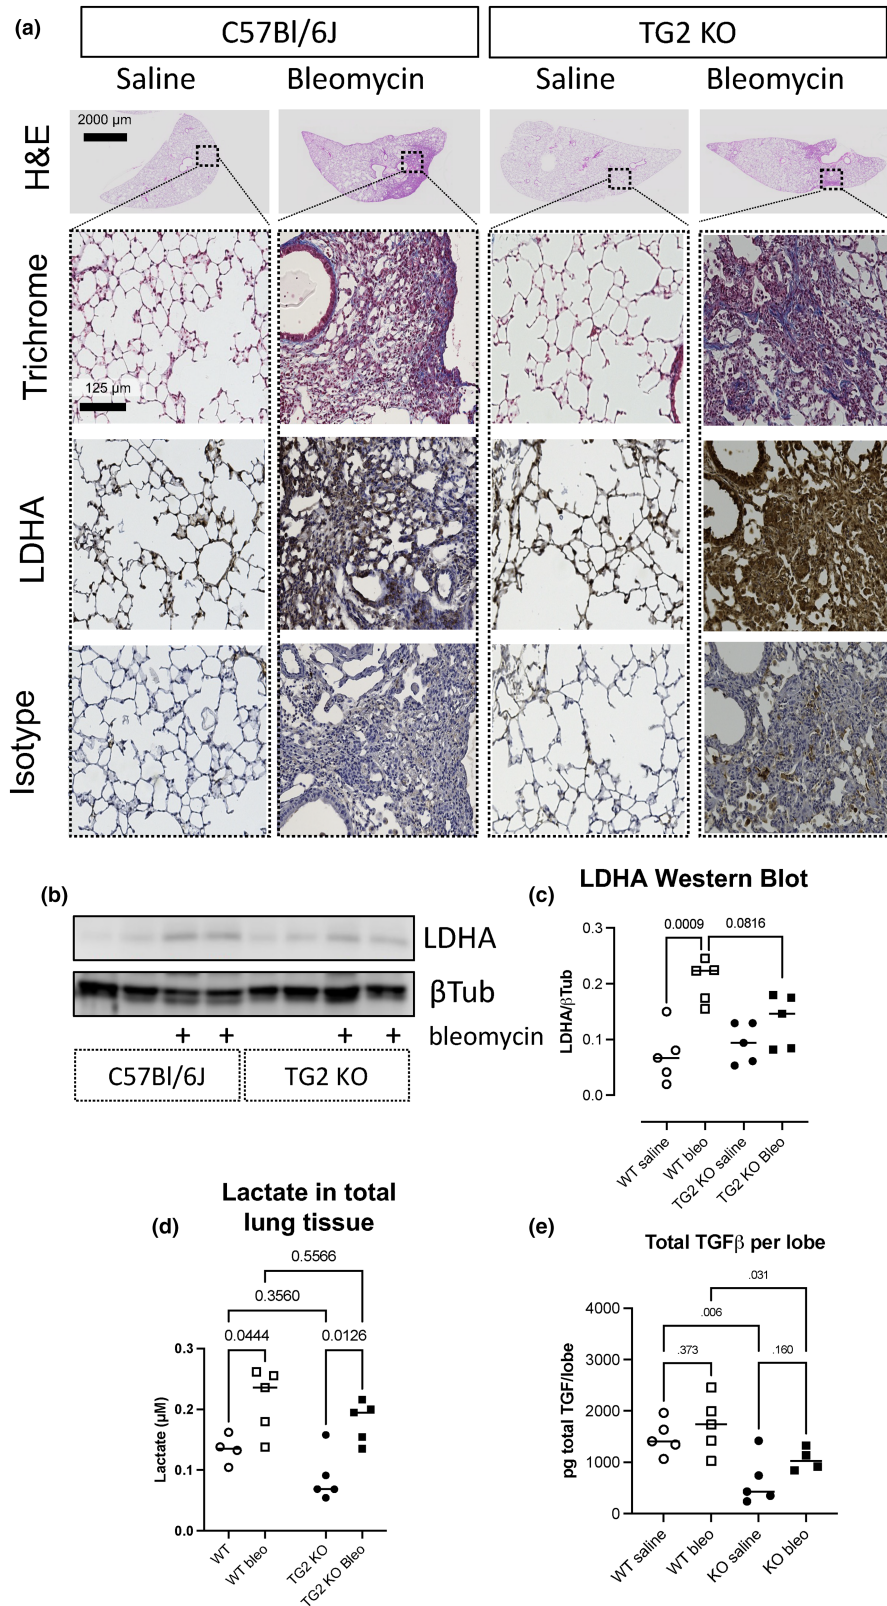 (a)
C57Bl/6J
TG2 KO
Saline
Bleomycin
Saline
Bleomycin
H&E
2000 µm
Trichrome
125 µm
LDHA
Isotype
(b)
LDHA
βTub
+ + + + bleomycin
C57Bl/6J
TG2 KO
(c)
LDHA Western Blot
0.0009
0.0816
LDHA/βTub
0.3
0.2
0.1
0.0
WT saline
WT bleo
TG2 KO saline
TG2 KO Bleo
(d)
Lactate in total
lung tissue
0.5566
0.3560
0.0444
0.0126
Lactate (µM)
0.3
0.2
0.1
0.0
WT
WT bleo
TG2 KO
TG2 KO Bleo
(e)
Total TGFβ per lobe
.031
.006
.373
.160
pg total TGF/lobe
4000
3000
2000
1000
0
WT saline
WT bleo
KO saline
KO bleo